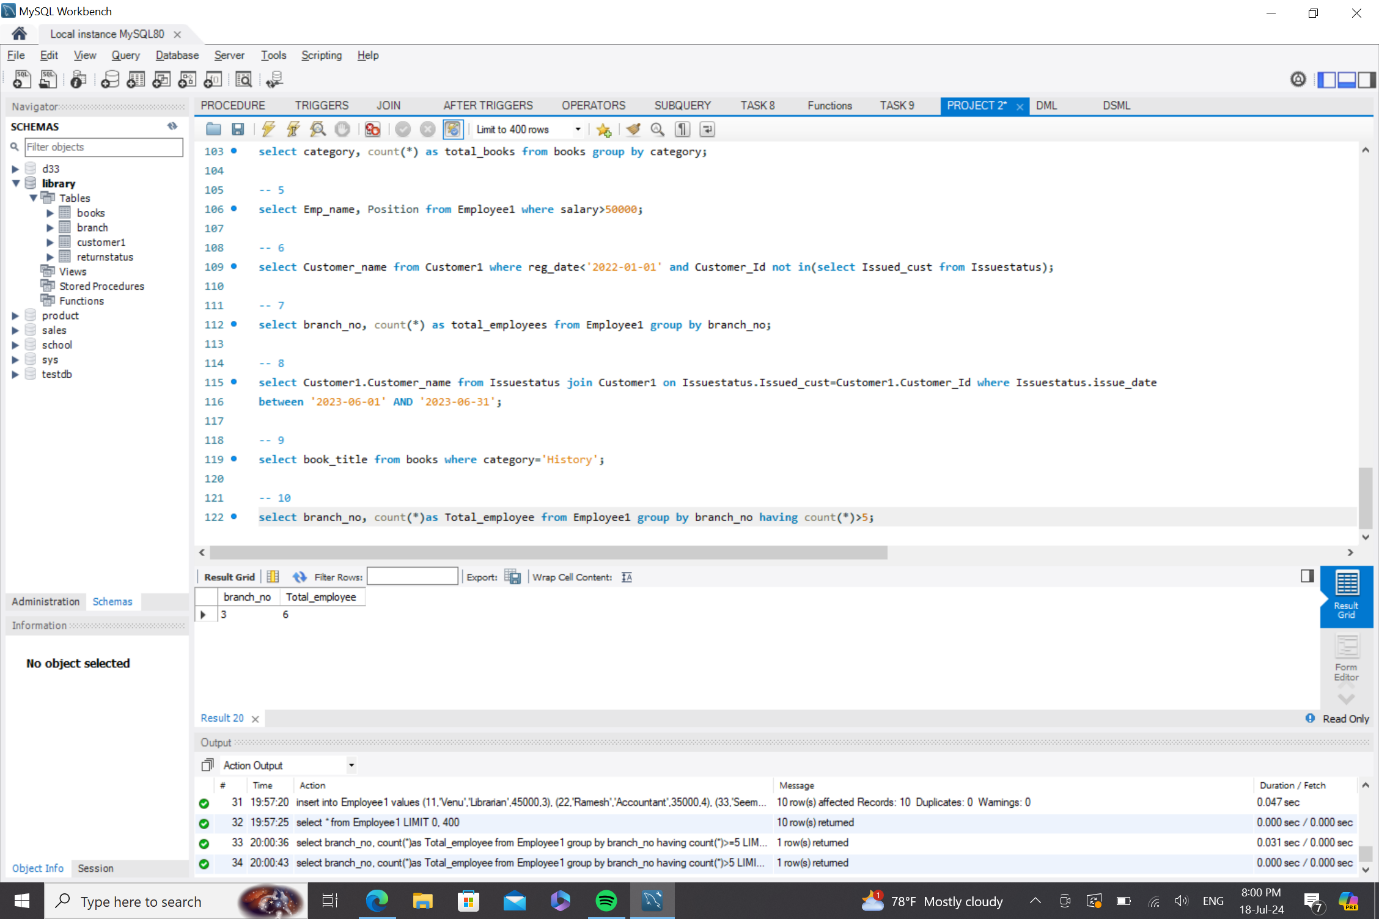 MySQL Workbench
Local instance MySQL80
File Edit View Query Database Server Tools Scripting Help
Navigator
SCHEMAS
Filter objects
d33
library
Tables
books
branch
customer1
returnstatus
Views
Stored Procedures
Functions
product
sales
school
sys
testdb
Administration Schemas
Information
No object selected
Object Info Session
PROCEDURE TRIGGERS JOIN AFTER TRIGGERS OPERATORS SUBQUERY TASK 8 Functions TASK 9 PROJECT 2* DML DSML
Limit to 400 rows
103 select category, count(*) as total_books from books group by category;
104
105 -- 5
106 select Emp_name, Position from Employee1 where salary>50000;
107
108 -- 6
109 select Customer_name from Customer1 where reg_date<'2022-01-01' and Customer_Id not in(select Issued_cust from Issuestatus);
110
111 -- 7
112 select branch_no, count(*) as total_employees from Employee1 group by branch_no;
113
114 -- 8
115 select Customer1.Customer_name from Issuestatus join Customer1 on Issuestatus.Issued_cust=Customer1.Customer_Id where Issuestatus.issue_date
116 between '2023-06-01' AND '2023-06-31';
117
118 -- 9
119 select book_title from books where category='History';
120
121 -- 10
122 select branch_no, count(*)as Total_employee from Employee1 group by branch_no having count(*)>5;
Result Grid Filter Rows: Export: Wrap Cell Content:
branch_no Total_employee
3 6
Result Grid
Form Editor
Result 20
Read Only
Output
Action Output
# Time Action Message Duration / Fetch
31 19:57:20 insert into Employee1 values (11,'Venu','Librarian',45000,3), (22,'Ramesh','Accountant',35000,4), (33,'Seem... 10 row(s) affected Records: 10 Duplicates: 0 Warnings: 0 0.047 sec
32 19:57:25 select * from Employee1 LIMIT 0, 400 10 row(s) returned 0.000 sec / 0.000 sec
33 20:00:36 select branch_no, count(*)as Total_employee from Employee1 group by branch_no having count(*)>=5 LIM... 1 row(s) returned 0.031 sec / 0.000 sec
34 20:00:43 select branch_no, count(*)as Total_employee from Employee1 group by branch_no having count(*)>5 LIMI... 1 row(s) returned 0.000 sec / 0.000 sec
Type here to search
1
78°F Mostly cloudy
ENG
8:00 PM
18-Jul-24
7
PRE